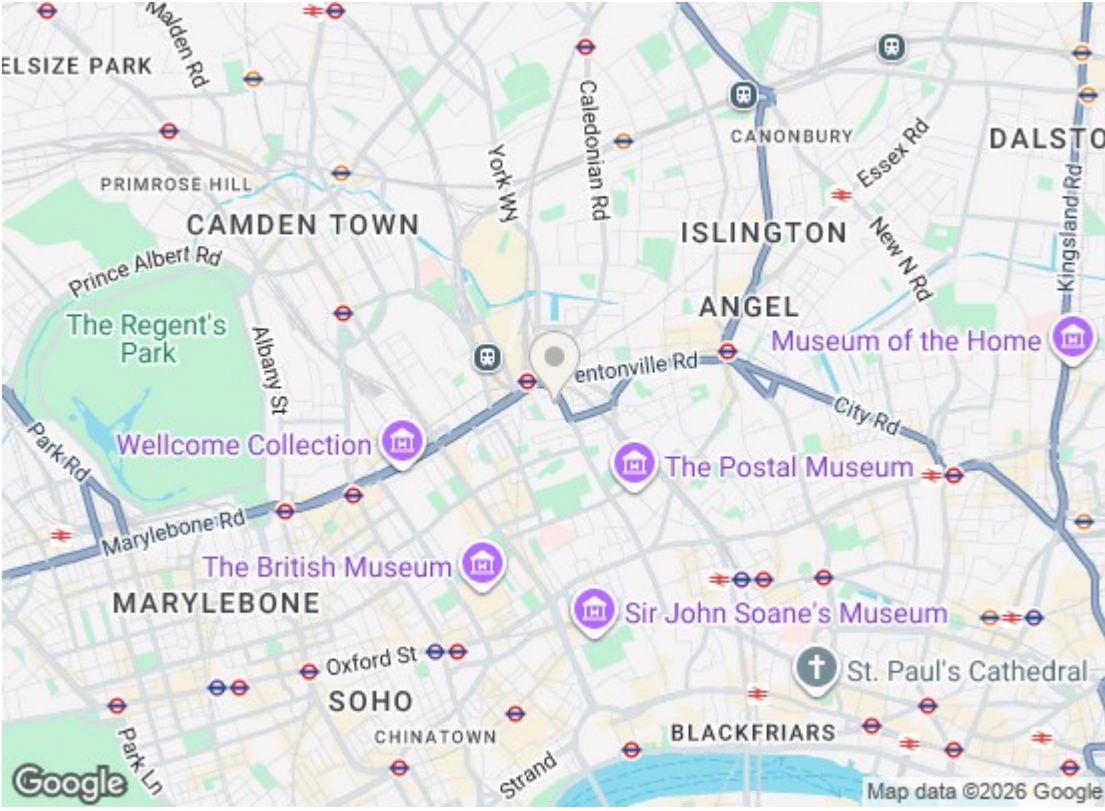 Malden Rd
ELSIZE PARK
Caledonian Rd
CANONBURY
Essex Rd
DALSTO
York Wy
PRIMROSE HILL
CAMDEN TOWN
ISLINGTON
New N Rd
Kingsland Rd
Prince Albert Rd
ANGEL
The Regent's
Park
Albany St
Museum of the Home
entonville Rd
City Rd
Park Rd
Wellcome Collection
The Postal Museum
Marylebone Rd
The British Museum
MARYLEBONE
Sir John Soane's Museum
Oxford St
St. Paul's Cathedral
SOHO
CHINATOWN
BLACKFRIARS
Park Ln
Strand
Google
Map data ©2026 Google